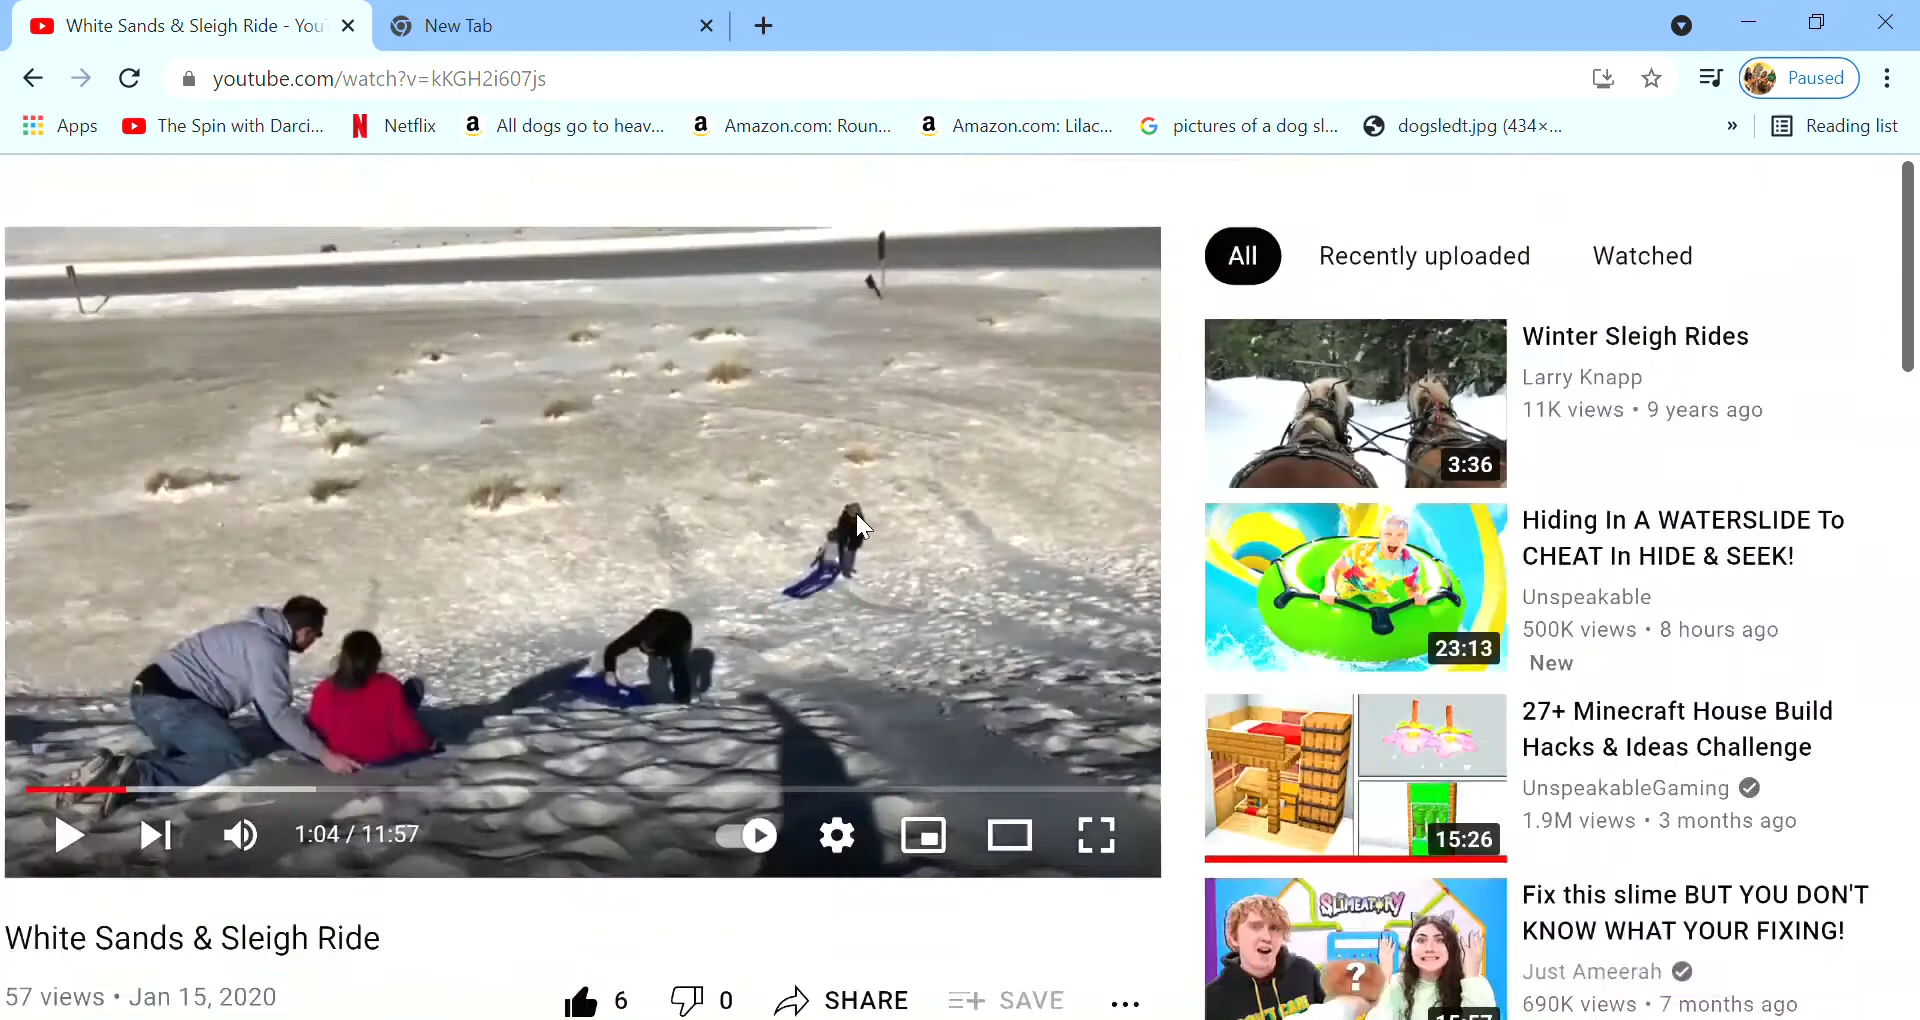 White Sands & Sleigh Ride - You
New Tab
youtube.com/watch?v=kKGH2i607js
Paused
Apps
The Spin with Darci...
Netflix
All dogs go to heav...
Amazon.com: Roun...
Amazon.com: Lilac...
pictures of a dog sl...
dogsledt.jpg (434×...
»
Reading list
1:04 / 11:57
White Sands & Sleigh Ride
57 views • Jan 15, 2020
6
0
SHARE
SAVE
All
Recently uploaded
Watched
3:36
Winter Sleigh Rides
Larry Knapp
11K views • 9 years ago
23:13
Hiding In A WATERSLIDE To
CHEAT In HIDE & SEEK!
Unspeakable
500K views • 8 hours ago
New
15:26
27+ Minecraft House Build
Hacks & Ideas Challenge
UnspeakableGaming
1.9M views • 3 months ago
SLIMEATORY
?
15:57
Fix this slime BUT YOU DON'T
KNOW WHAT YOUR FIXING!
Just Ameerah
690K views • 7 months ago